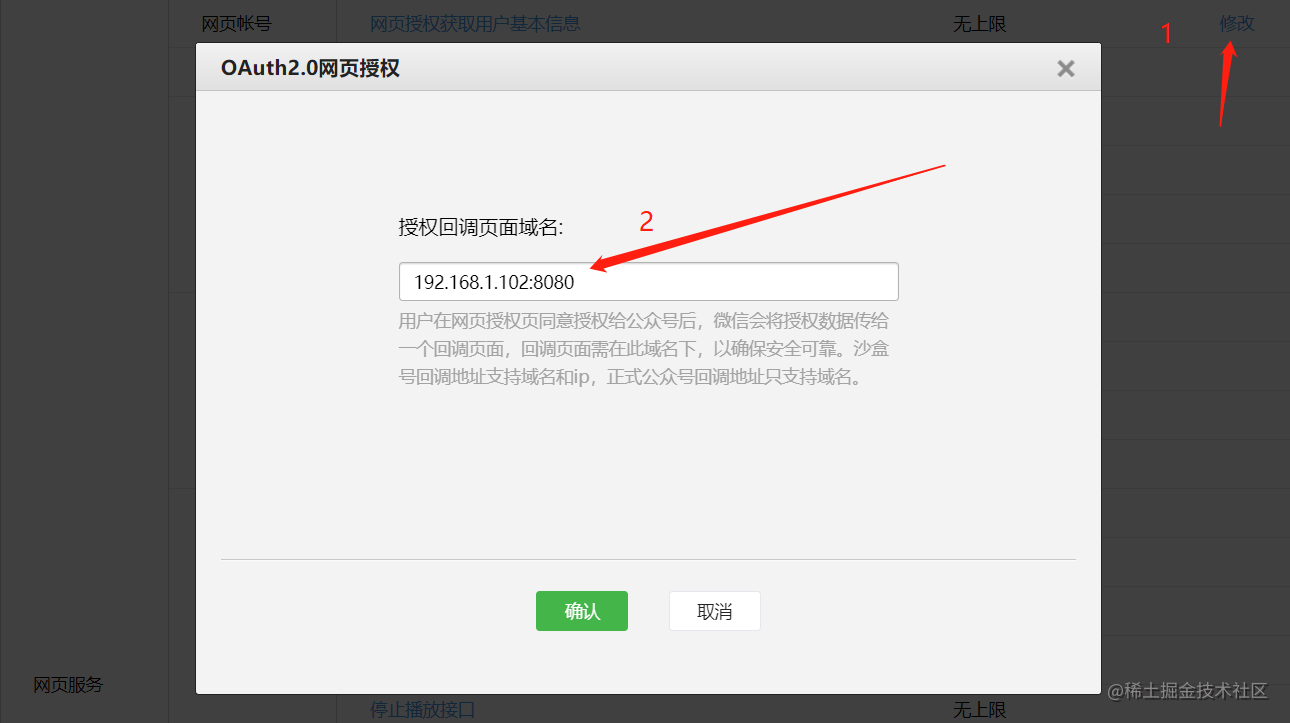 网页帐号 网页授权获取用户基本信息 无上限 修改
1
OAuth2.0网页授权
授权回调页面域名:
2
192.168.1.102:8080
用户在网页授权页同意授权给公众号后，微信会将授权数据传给
一个回调页面，回调页面需在此域名下，以确保安全可靠。沙盒
号回调地址支持域名和ip，正式公众号回调地址只支持域名。
确认 取消
网页服务
停止播放接口 无上限
@稀土掘金技术社区